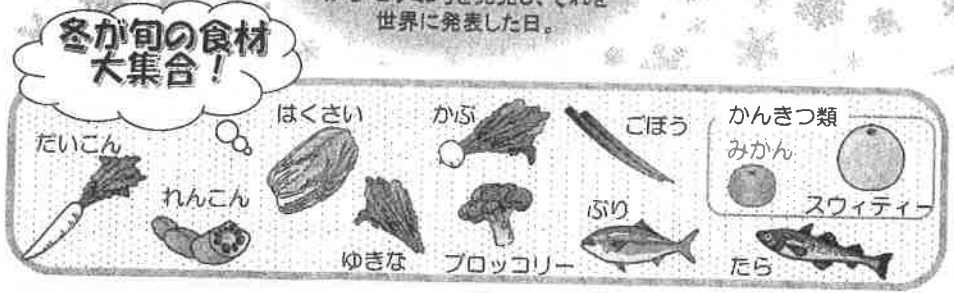 世界に発表した日。
冬が旬の食材
大集合!
だいこん
れんこん
はくさい
ゆきな
かぶ
ブロッコリー
ごぼう
ぶり
かんきつ類
みかん
スウィティー
たら